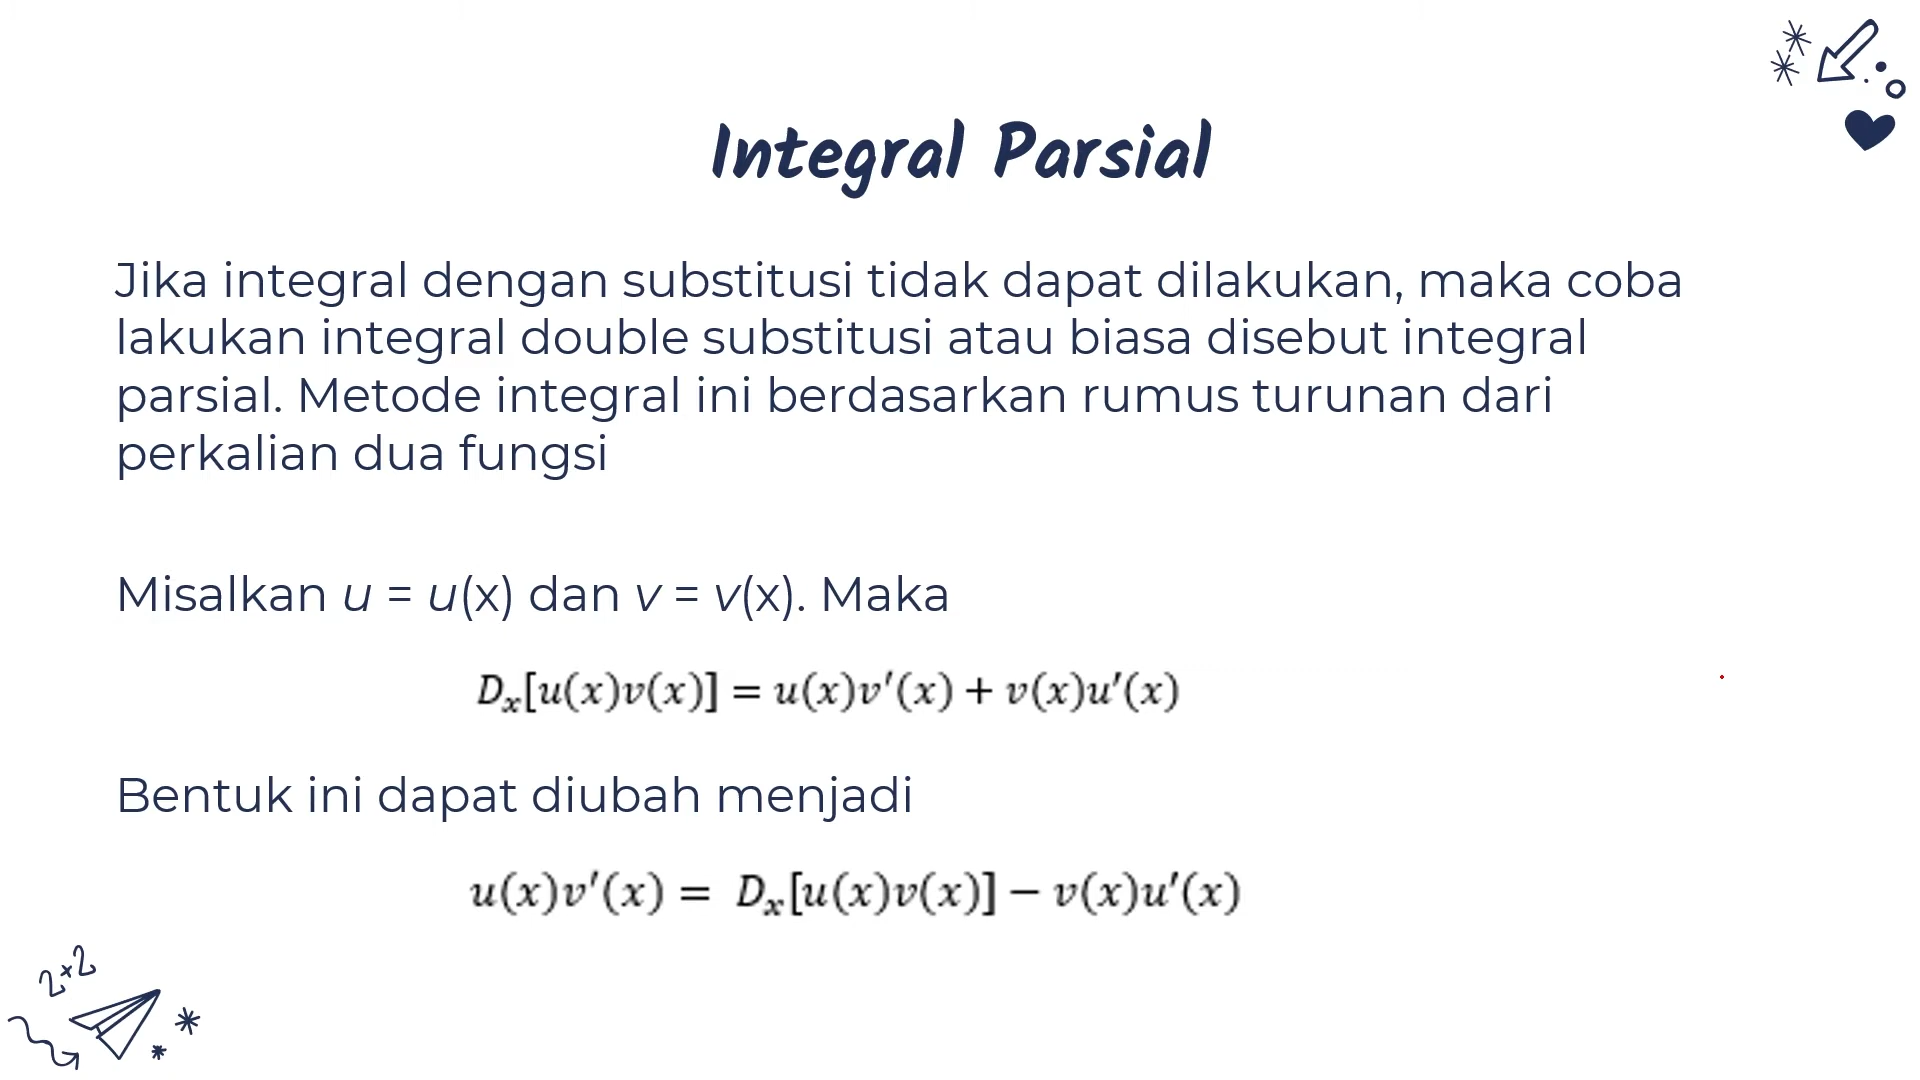 Integral Parsial
Jika integral dengan substitusi tidak dapat dilakukan, maka coba
lakukan integral double substitusi atau biasa disebut integral
parsial. Metode integral ini berdasarkan rumus turunan dari
perkalian dua fungsi
Misalkan u = u(x) dan v = v(x). Maka
Dₓ[u(x)v(x)] = u(x)v′(x) + v(x)u′(x)
Bentuk ini dapat diubah menjadi
u(x)v′(x) = Dₓ[u(x)v(x)] − v(x)u′(x)
2×2